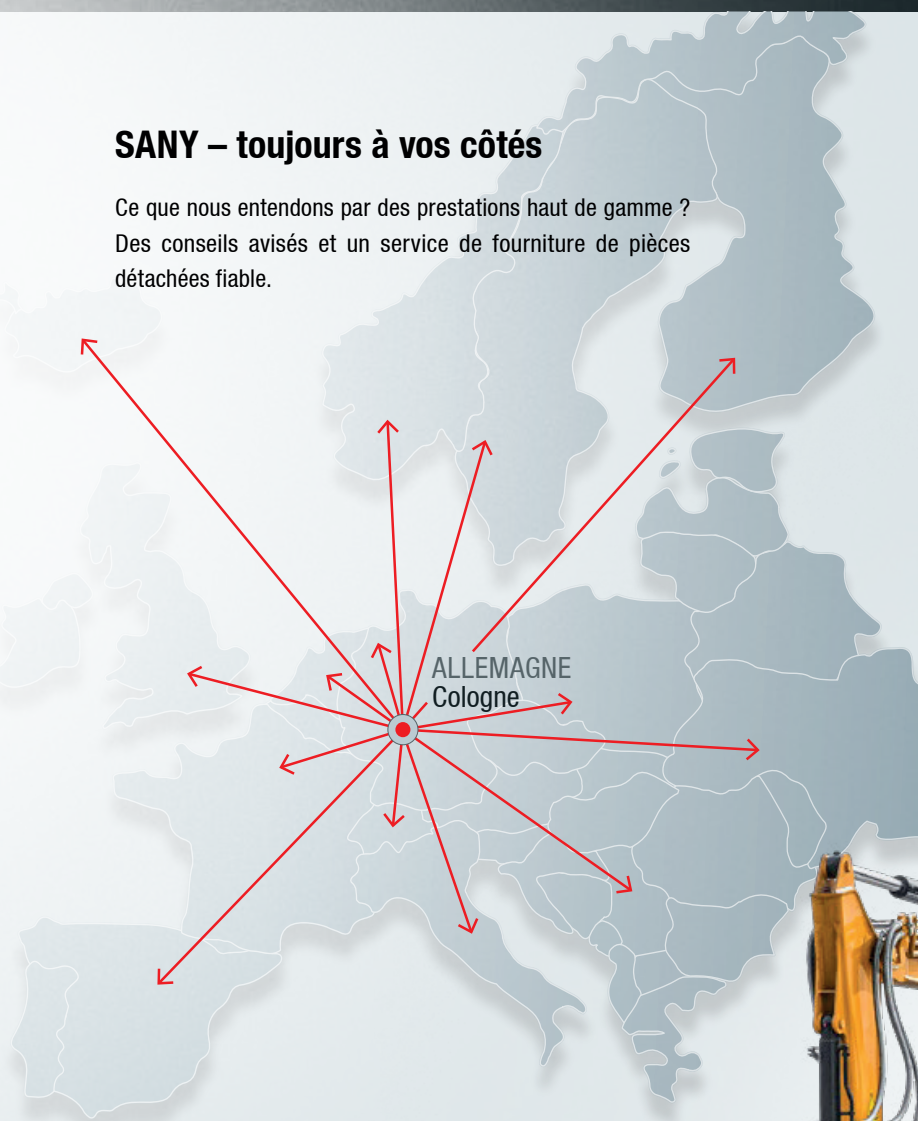 SANY – toujours à vos côtés
Ce que nous entendons par des prestations haut de gamme ?
Des conseils avisés et un service de fourniture de pièces
détachées fiable.
ALLEMAGNE
Cologne